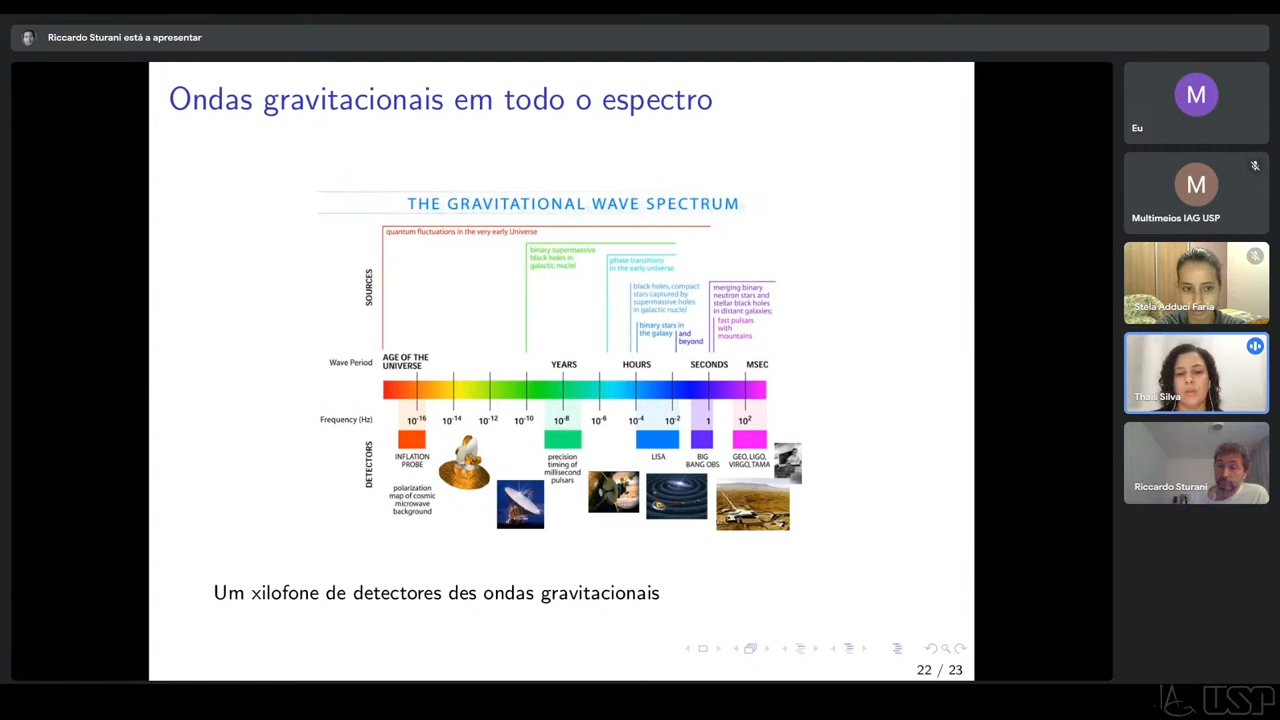 Riccardo Sturani está a apresentar
Ondas gravitacionais em todo o espectro
THE GRAVITATIONAL WAVE SPECTRUM
quantum fluctuations in the very early Universe
binary supermassive
black holes in
galactic nuclei
phase transitions
in the early universe
black holes, compact
stars captured by
supermassive holes
in galactic nuclei
merging binary
neutron stars and
stellar black holes
in distant galaxies;
fast pulsars
with
mountains
binary stars in
the galaxy
and
beyond
SOURCES
Wave Period
AGE OF THE
UNIVERSE
YEARS
HOURS
SECONDS
MSEC
Frequency (Hz)
10⁻¹⁶
10⁻¹⁴
10⁻¹²
10⁻¹⁰
10⁻⁸
10⁻⁶
10⁻⁴
10⁻²
1
10²
DETECTORS
INFLATION
PROBE
polarization
map of cosmic
microwave
background
precision
timing of
millisecond
pulsars
LISA
BIG
BANG OBS
GEO, LIGO,
VIRGO, TAMA
Um xilofone de detectores des ondas gravitacionais
22 / 23
M
Eu
M
Multimeios IAG USP
Stela Adduci Faria
Thais Silva
Riccardo Sturani
USP